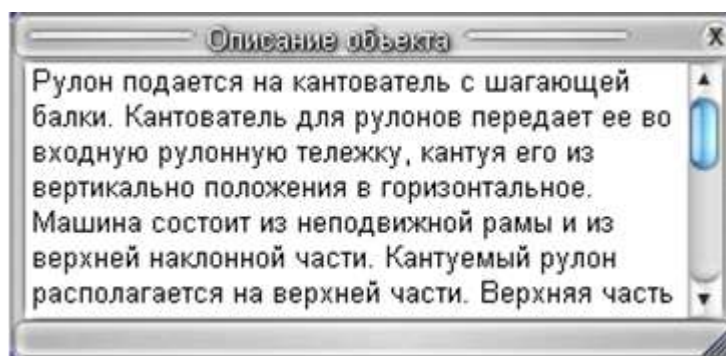 Описание объекта
X
Рулон подается на кантователь с шагающей
балки. Кантователь для рулонов передает ее во
входную рулонную тележку, кантуя его из
вертикально положения в горизонтальное.
Машина состоит из неподвижной рамы и из
верхней наклонной части. Кантуемый рулон
располагается на верхней части. Верхняя часть